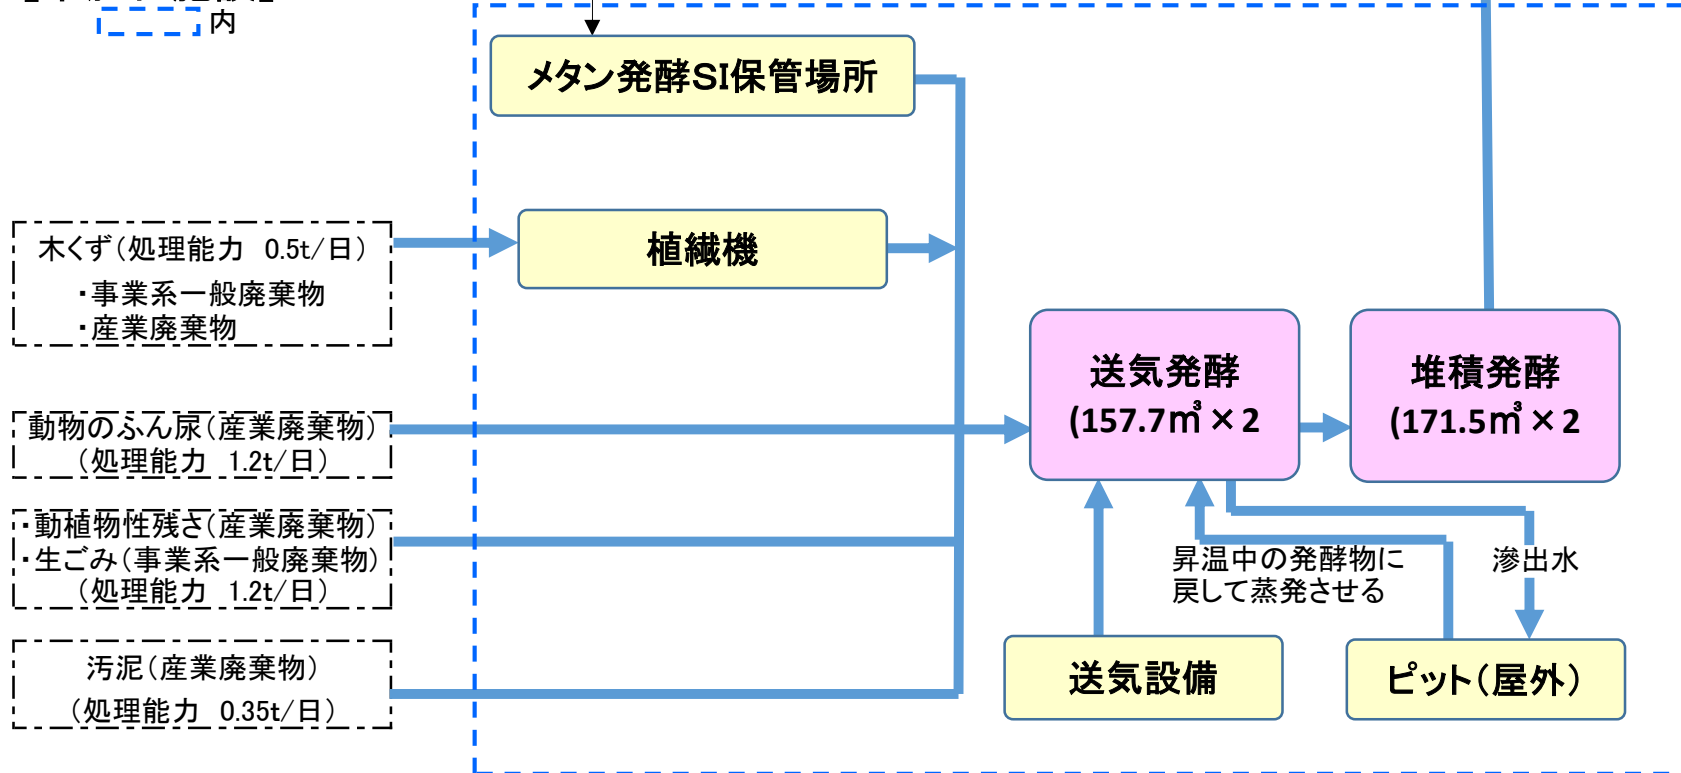 内
メタン発酵SI保管場所
木くず（処理能力 0.5t/日）
・事業系一般廃棄物
・産業廃棄物
植繊機
動物のふん尿（産業廃棄物）
（処理能力 1.2t/日）
・動植物性残さ（産業廃棄物）
・生ごみ（事業系一般廃棄物）
（処理能力 1.2t/日）
汚泥（産業廃棄物）
（処理能力 0.35t/日）
送気発酵
(157.7㎥×2
堆積発酵
(171.5㎥×2
昇温中の発酵物に
戻して蒸発させる
滲出水
送気設備
ピット（屋外）